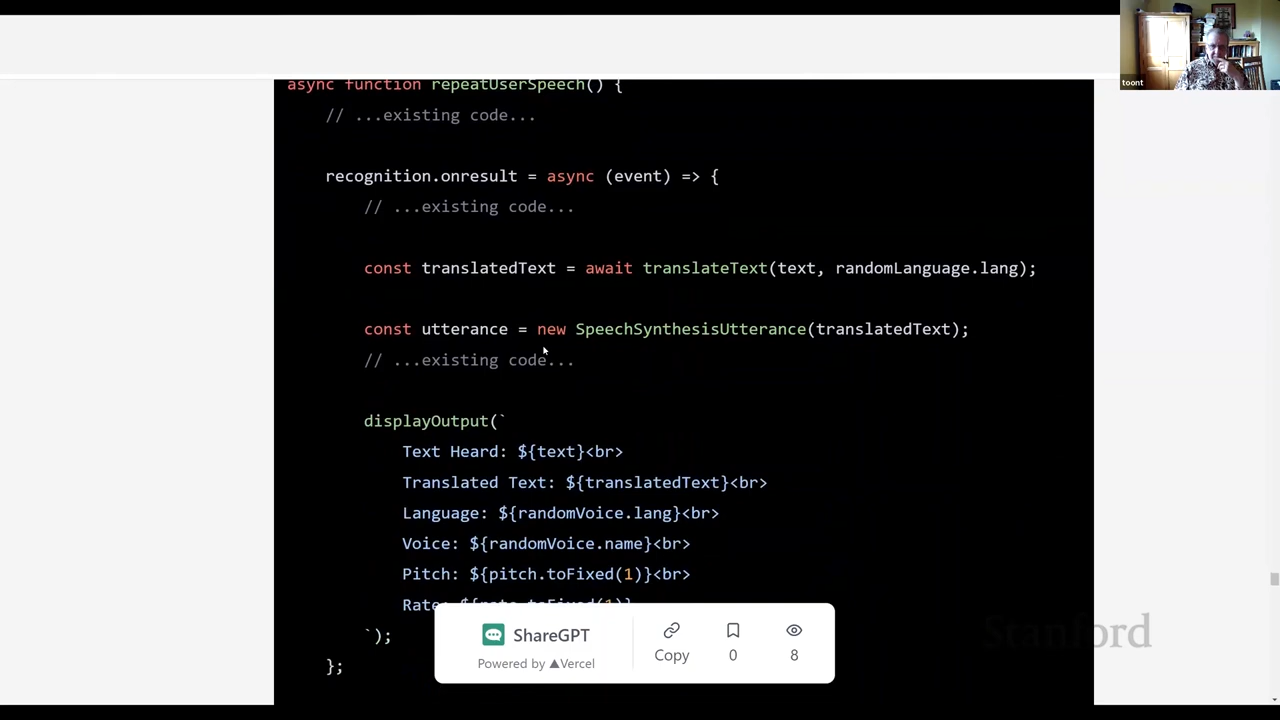 toont
async function repeatUserSpeech() {
// ...existing code...
recognition.onresult = async (event) => {
// ...existing code...
const translatedText = await translateText(text, randomLanguage.lang);
const utterance = new SpeechSynthesisUtterance(translatedText);
// ...existing code...
displayOutput(`
Text Heard: ${text}<br>
Translated Text: ${translatedText}<br>
Language: ${randomVoice.lang}<br>
Voice: ${randomVoice.name}<br>
Pitch: ${pitch.toFixed(1)}<br>
Rate: ${rate.toFixed(1)}
`);
};
ShareGPT
Powered by Vercel
Copy
0
8
Stanford